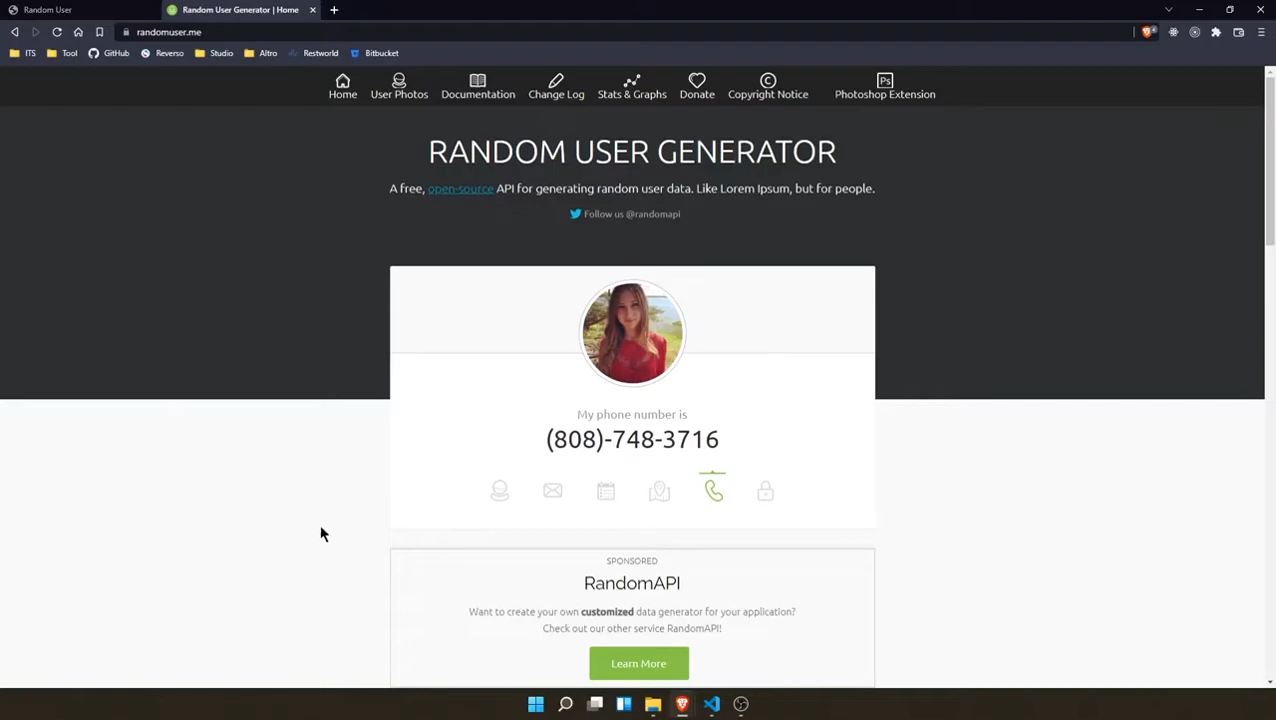 Random User
Random User Generator | Home
randomuser.me
ITS Tool GitHub Reverso Studio Altro Restworld Bitbucket
Home User Photos Documentation Change Log Stats & Graphs Donate Copyright Notice Photoshop Extension
RANDOM USER GENERATOR
A free, open-source API for generating random user data. Like Lorem Ipsum, but for people.
Follow us @randomapi
My phone number is
(808)-748-3716
SPONSORED
RandomAPI
Want to create your own customized data generator for your application?
Check out our other service RandomAPI!
Learn More